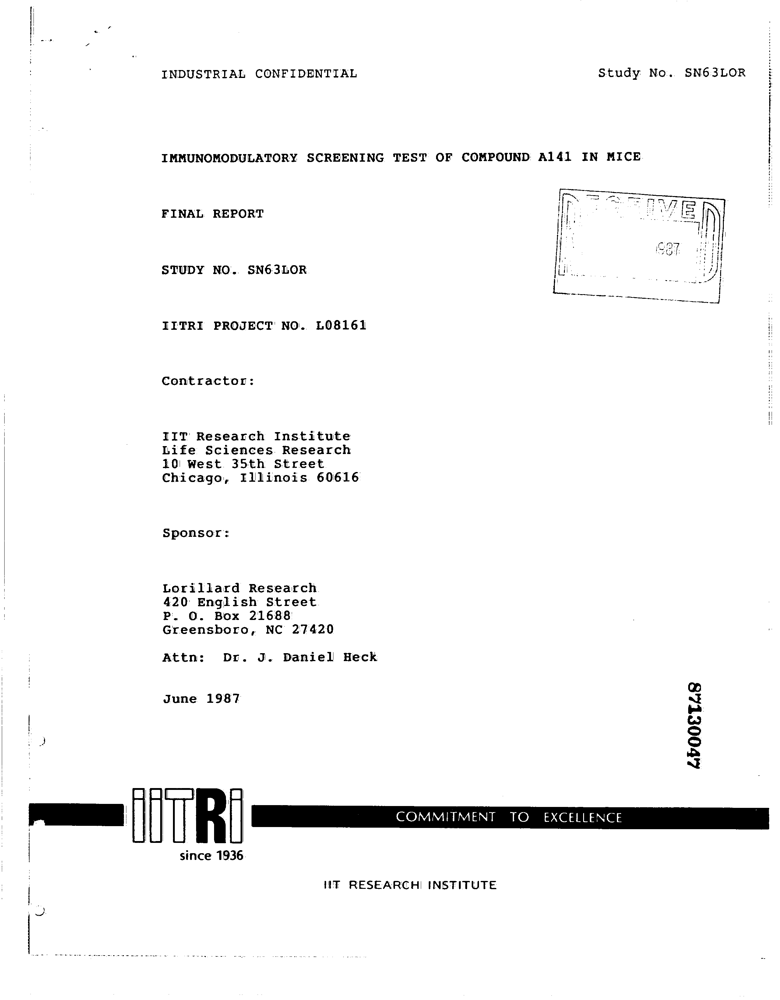 INDUSTRIAL CONFIDENTIAL Study No. SN63LOR
IMMUNOMODULATORY SCREENING TEST OF COMPOUND A141 IN MICE
FINAL REPORT
RECEIVED
1987
STUDY NO. SN63LOR
IITRI PROJECT NO. L08161
Contractor:
IIT Research Institute
Life Sciences Research
10 West 35th Street
Chicago, Illinois 60616
Sponsor:
Lorillard Research
420 English Street
P. O. Box 21688
Greensboro, NC 27420
Attn: Dr. J. Daniel Heck
June 1987
87130047
iiTRi
COMMITMENT TO EXCELLENCE
since 1936
IIT RESEARCH INSTITUTE